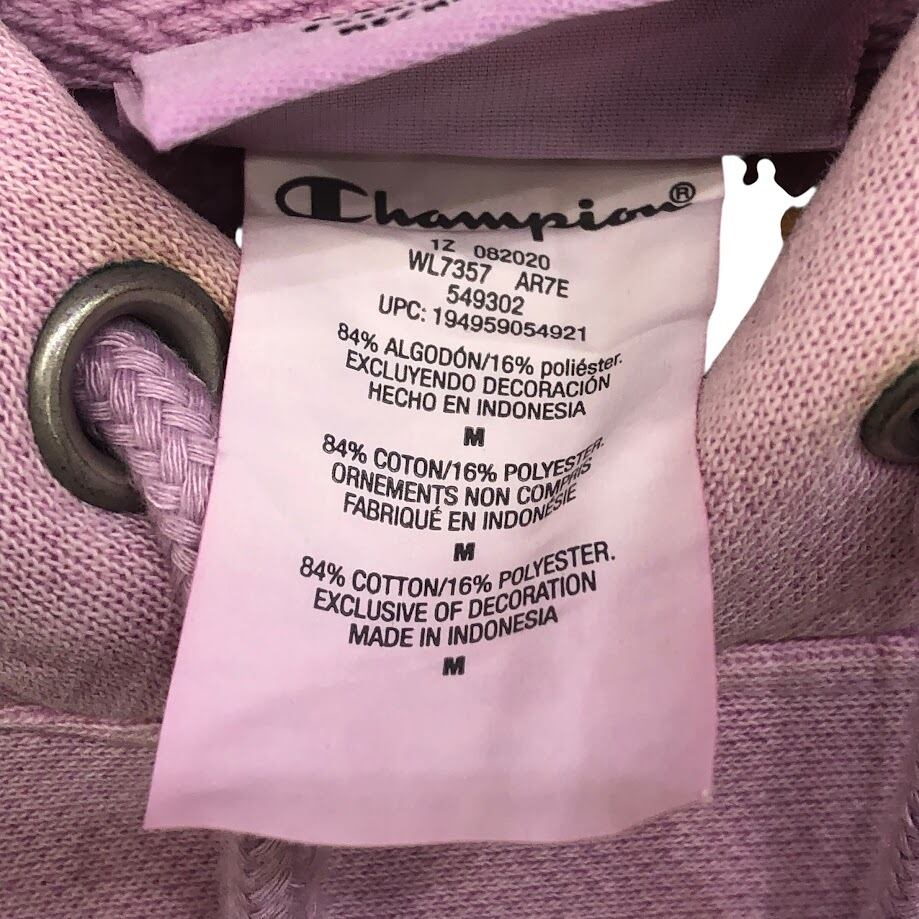 Champion®
1Z 082020
WL7357 AR7E
549302
UPC: 194959054921
84% ALGODÓN/16% poliéster.
EXCLUYENDO DECORACIÓN
HECHO EN INDONESIA
M
84% COTON/16% POLYESTER.
ORNEMENTS NON COMPRIS
FABRIQUÉ EN INDONÉSIE
M
84% COTTON/16% POLYESTER.
EXCLUSIVE OF DECORATION
MADE IN INDONESIA
M